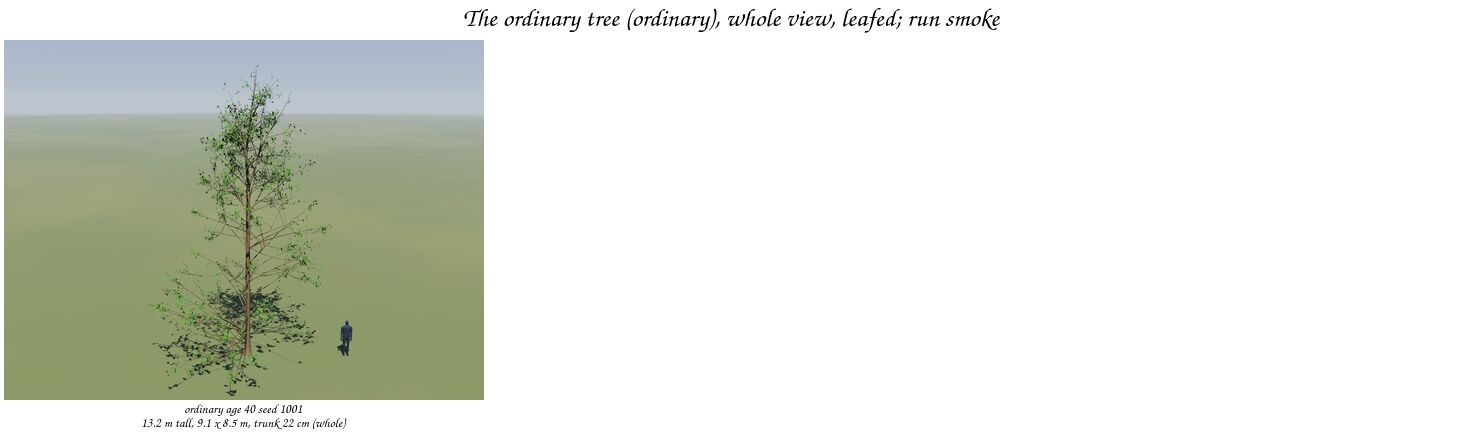 The ordinary tree (ordinary), whole view, leafed; run smoke
ordinary age 40 seed 1001
13.2 m tall, 9.1 x 8.5 m, trunk 22 cm (whole)